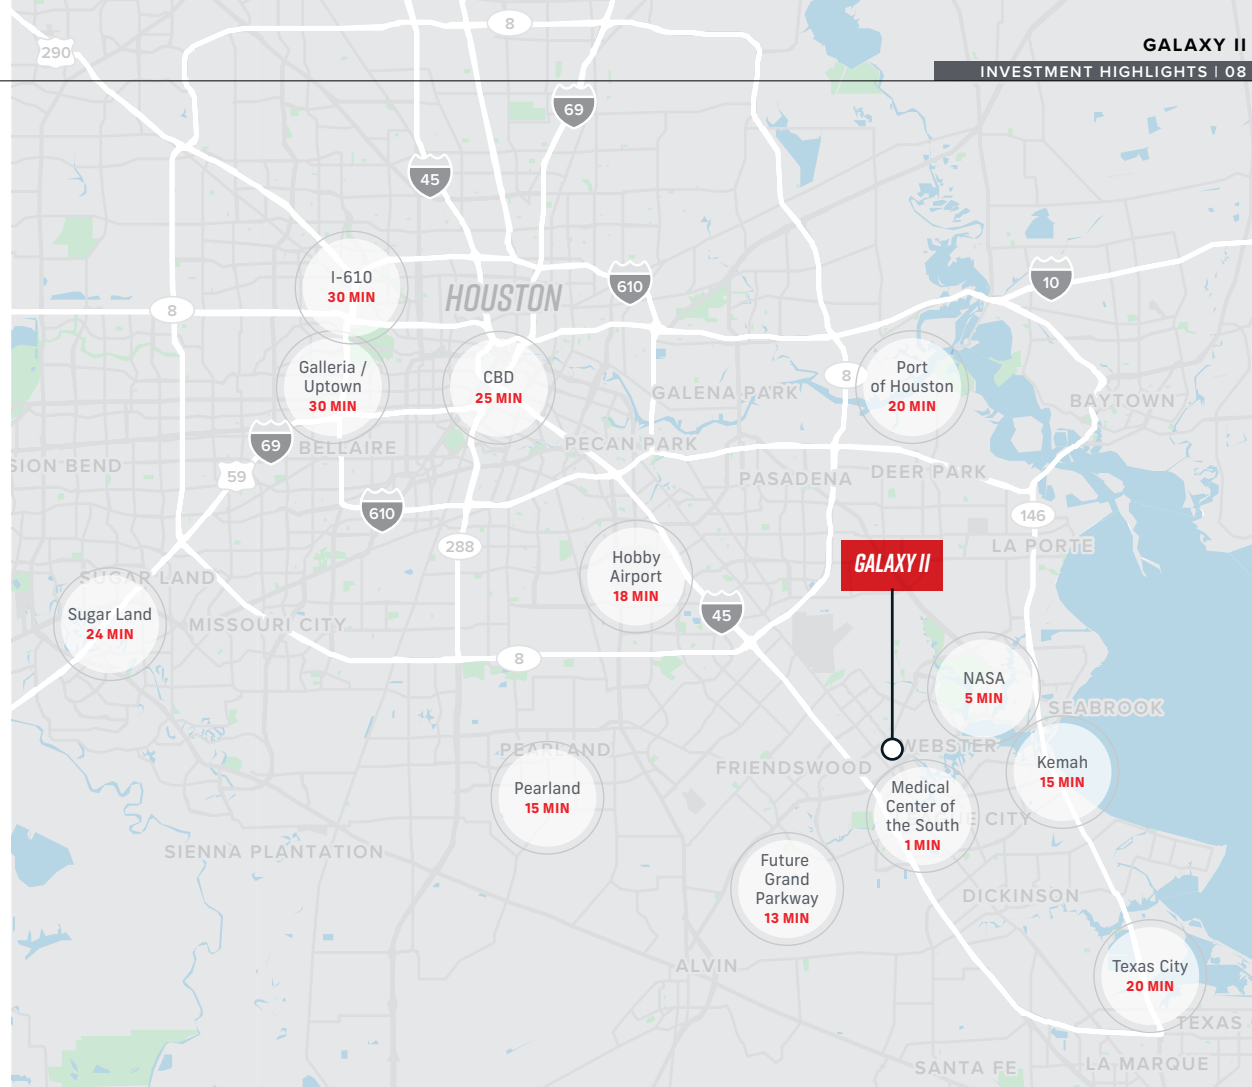 GALAXY II
INVESTMENT HIGHLIGHTS | 08
8
290
69
45
I-610
30 MIN
HOUSTON
610
10
8
Galleria /
Uptown
30 MIN
CBD
25 MIN
8
Port
of Houston
20 MIN
GALENA PARK
BAYTOWN
69
BELLAIRE
PECAN PARK
SION BEND
59
PASADENA
DEER PARK
610
146
288
LA PORTE
Hobby
Airport
18 MIN
GALAXY II
SUGAR LAND
Sugar Land
24 MIN
MISSOURI CITY
45
8
NASA
5 MIN
SEABROOK
PEARLAND
WEBSTER
FRIENDSWOOD
Kemah
15 MIN
Pearland
15 MIN
Medical
Center of
the South
1 MIN
E CITY
SIENNA PLANTATION
Future
Grand
Parkway
13 MIN
DICKINSON
ALVIN
Texas City
20 MIN
TEXAS
SANTA FE
LA MARQUE